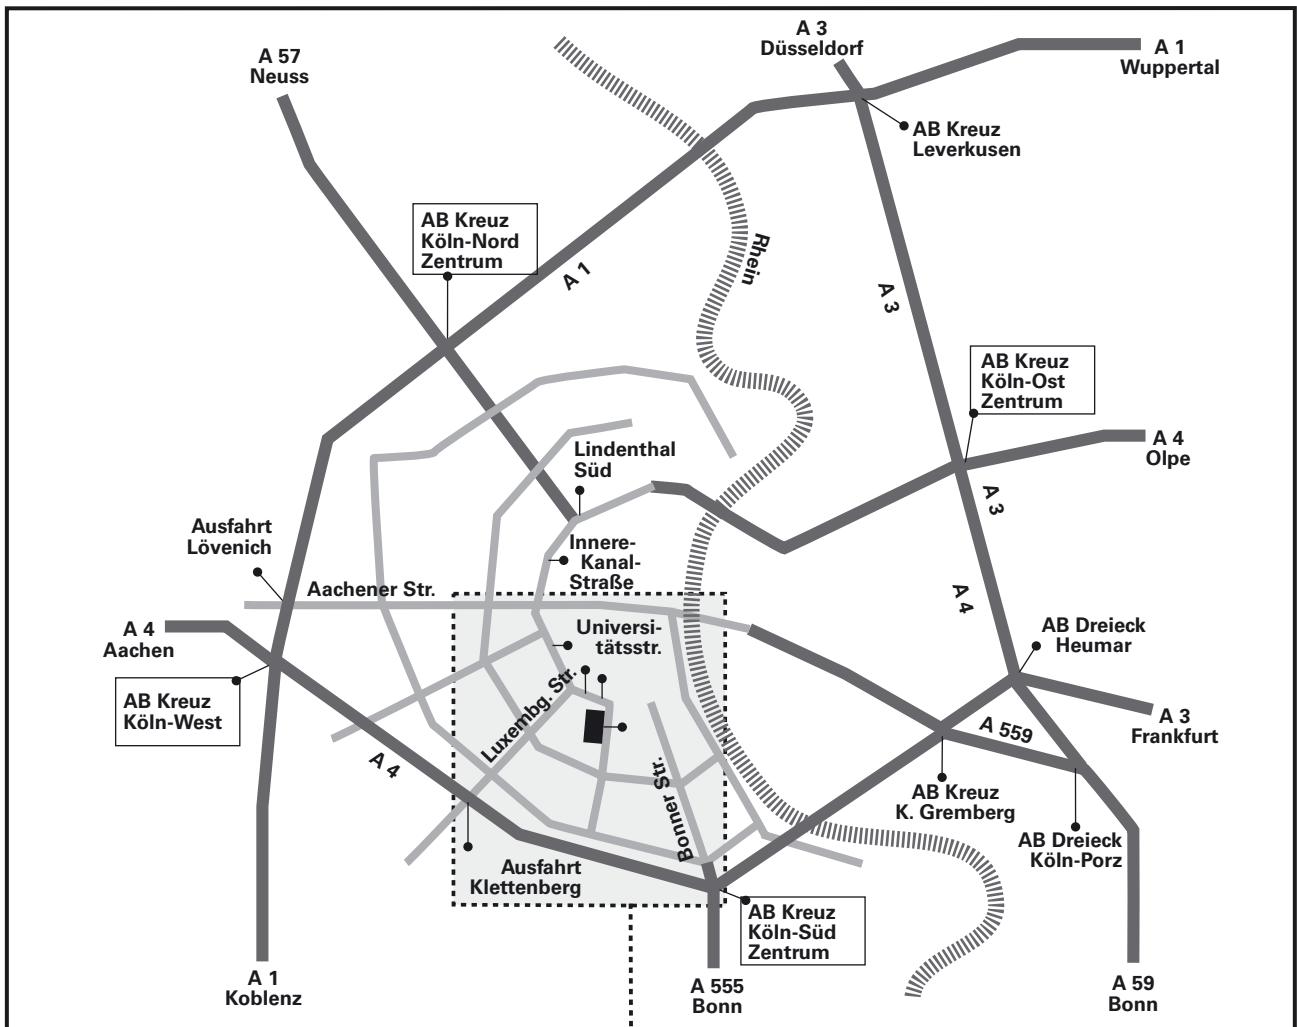 A 3
Düsseldorf
A 1
Wuppertal
A 57
Neuss
AB Kreuz
Leverkusen
AB Kreuz
Köln-Nord
Zentrum
A 1
Rhein
A 3
AB Kreuz
Köln-Ost
Zentrum
A 4
Olpe
Lindenthal
Süd
A 3
Ausfahrt
Lövenich
Innere-
Kanal-
Straße
Aachener Str.
A 4
A 4
Aachen
Universi-
tätsstr.
AB Dreieck
Heumar
AB Kreuz
Köln-West
Luxembg. Str.
A 4
A 559
A 3
Frankfurt
Bonner Str.
AB Kreuz
K. Gremberg
AB Dreieck
Köln-Porz
Ausfahrt
Klettenberg
AB Kreuz
Köln-Süd
Zentrum
A 1
Koblenz
A 555
Bonn
A 59
Bonn